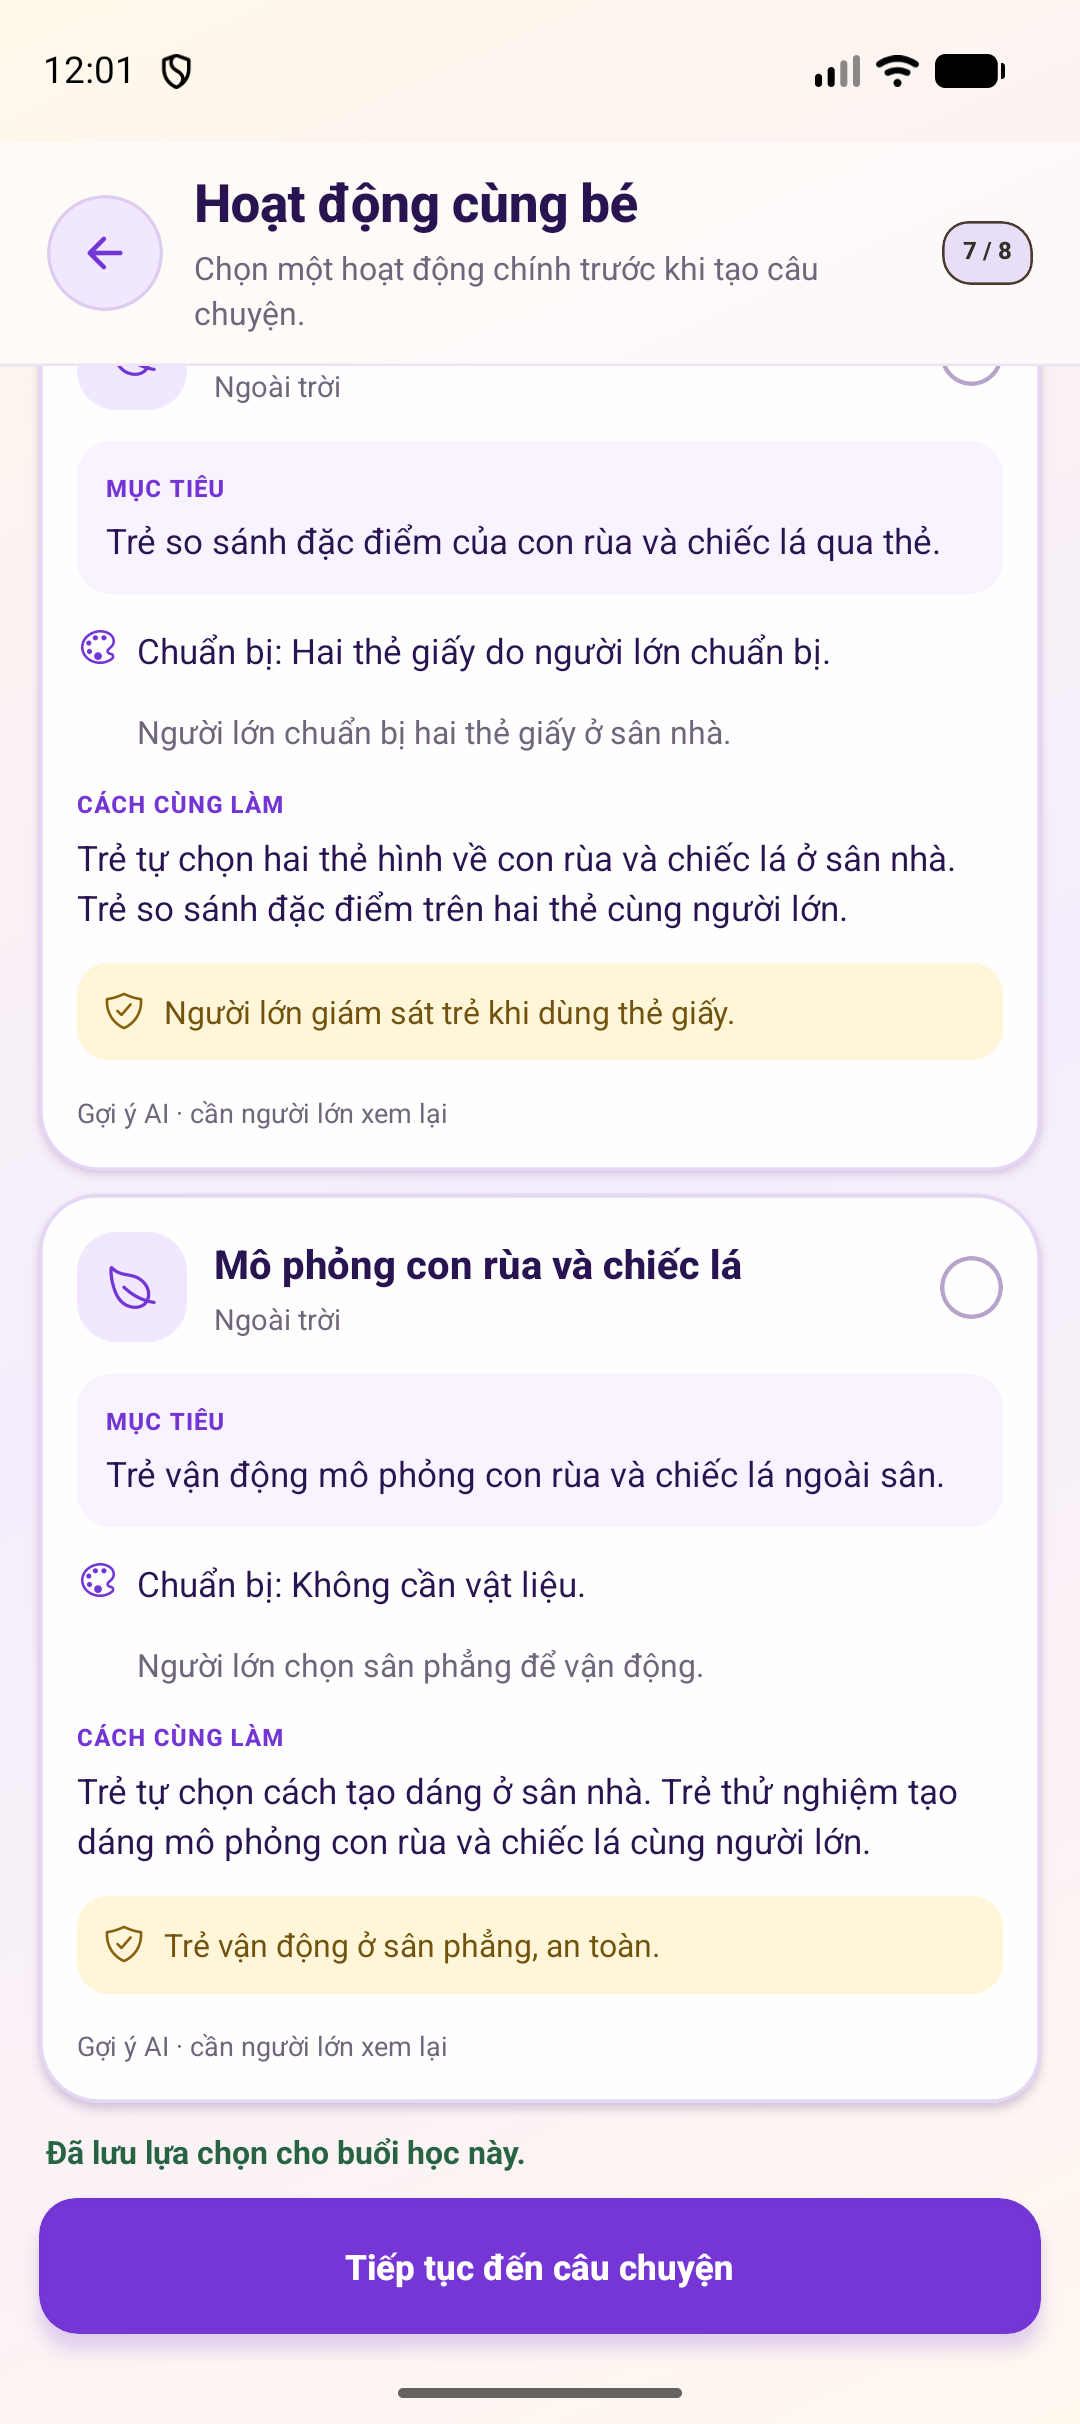 12:01
Hoạt động cùng bé
Chọn một hoạt động chính trước khi tạo câu
chuyện.
7 / 8
Ngoài trời
MỤC TIÊU
Trẻ so sánh đặc điểm của con rùa và chiếc lá qua thẻ.
Chuẩn bị: Hai thẻ giấy do người lớn chuẩn bị.
Người lớn chuẩn bị hai thẻ giấy ở sân nhà.
CÁCH CÙNG LÀM
Trẻ tự chọn hai thẻ hình về con rùa và chiếc lá ở sân nhà.
Trẻ so sánh đặc điểm trên hai thẻ cùng người lớn.
Người lớn giám sát trẻ khi dùng thẻ giấy.
Gợi ý AI · cần người lớn xem lại
Mô phỏng con rùa và chiếc lá
Ngoài trời
MỤC TIÊU
Trẻ vận động mô phỏng con rùa và chiếc lá ngoài sân.
Chuẩn bị: Không cần vật liệu.
Người lớn chọn sân phẳng để vận động.
CÁCH CÙNG LÀM
Trẻ tự chọn cách tạo dáng ở sân nhà. Trẻ thử nghiệm tạo
dáng mô phỏng con rùa và chiếc lá cùng người lớn.
Trẻ vận động ở sân phẳng, an toàn.
Gợi ý AI · cần người lớn xem lại
Đã lưu lựa chọn cho buổi học này.
Tiếp tục đến câu chuyện